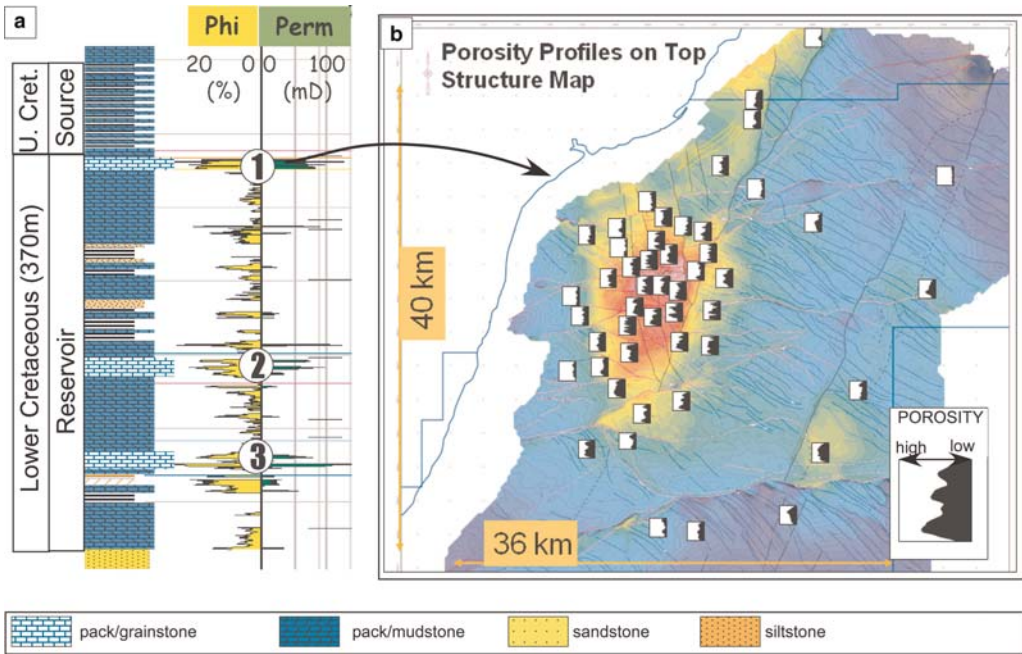 a
Phi
Perm
20
0
0
100
(%)
(mD)
U. Cret.
Source
Lower Cretaceous (370m)
Reservoir
1
2
3
b
Porosity Profiles on Top
Structure Map
40 km
36 km
POROSITY
high
low
pack/grainstone
pack/mudstone
sandstone
siltstone